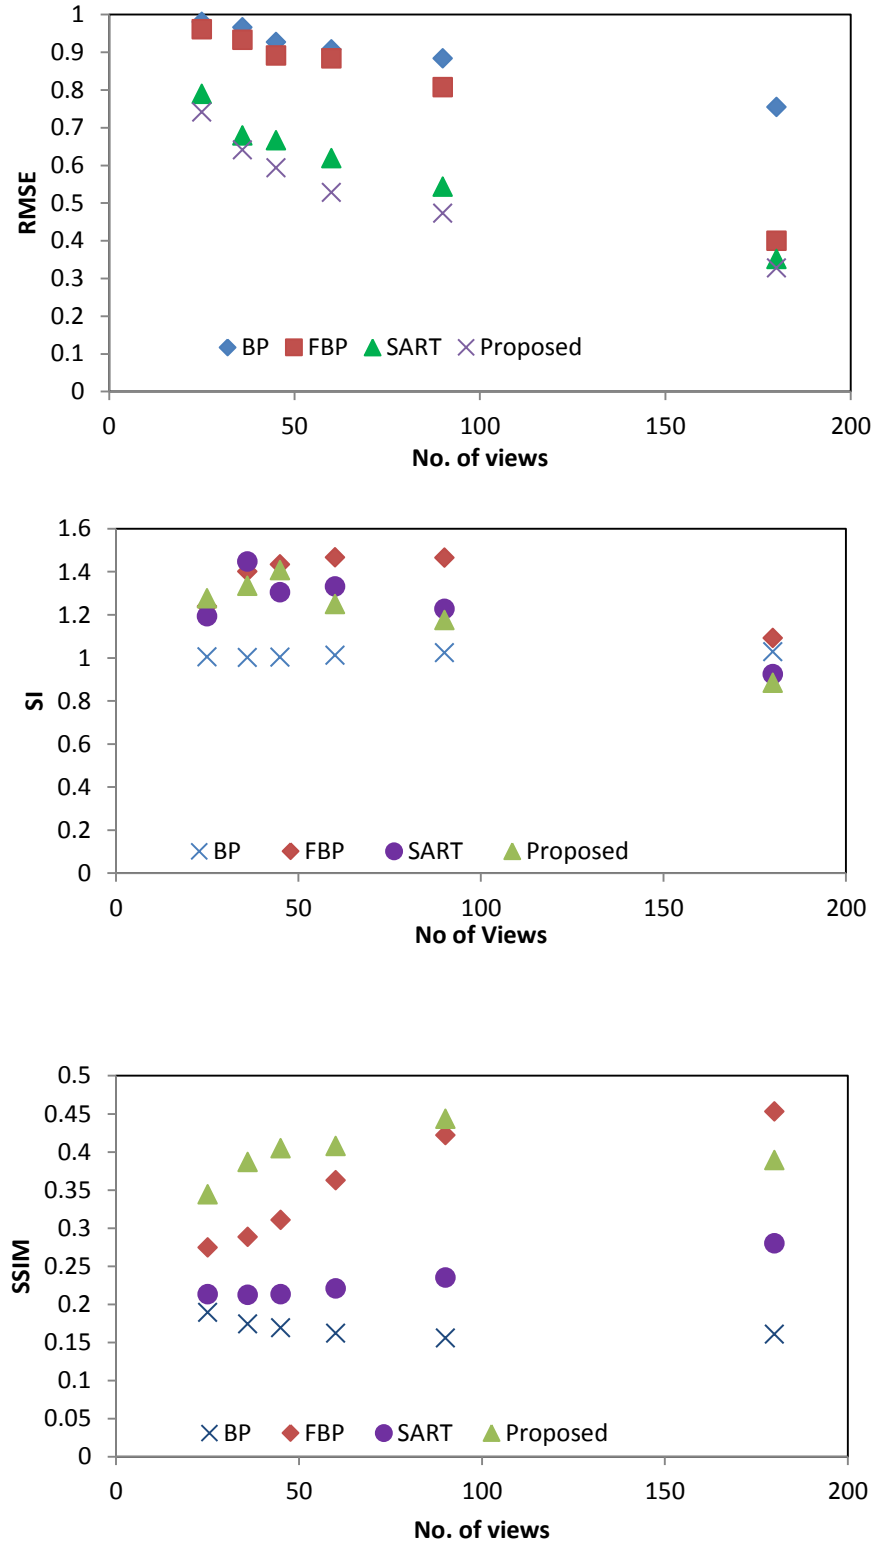 1
0.9
0.8
0.7
0.6
0.5
0.4
0.3
0.2
0.1
0
RMSE
BP FBP SART Proposed
0 50 100 150 200
No. of views
1.6
1.4
1.2
1
0.8
0.6
0.4
0.2
0
SI
BP FBP SART Proposed
0 50 100 150 200
No of Views
0.5
0.45
0.4
0.35
0.3
0.25
0.2
0.15
0.1
0.05
0
SSIM
BP FBP SART Proposed
0 50 100 150 200
No. of views